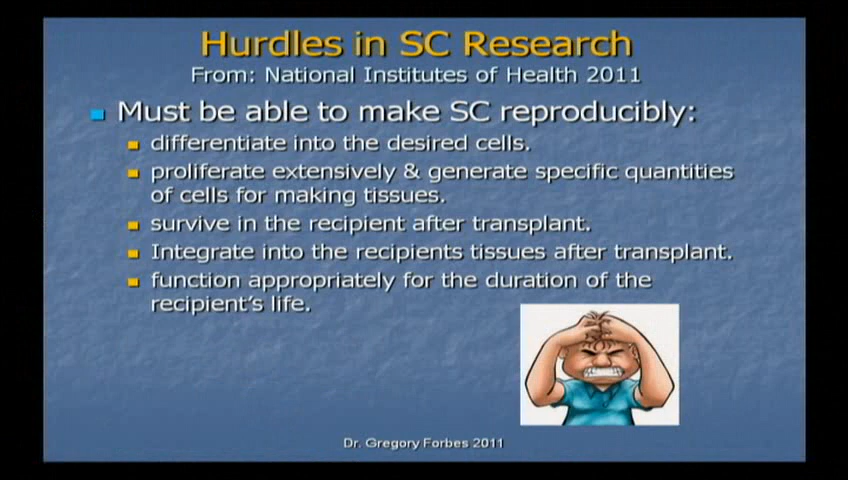 Hurdles in SC Research
From: National Institutes of Health 2011
Must be able to make SC reproducibly:
differentiate into the desired cells.
proliferate extensively & generate specific quantities
of cells for making tissues.
survive in the recipient after transplant.
Integrate into the recipients tissues after transplant.
function appropriately for the duration of the
recipient's life.
Dr. Gregory Forbes 2011